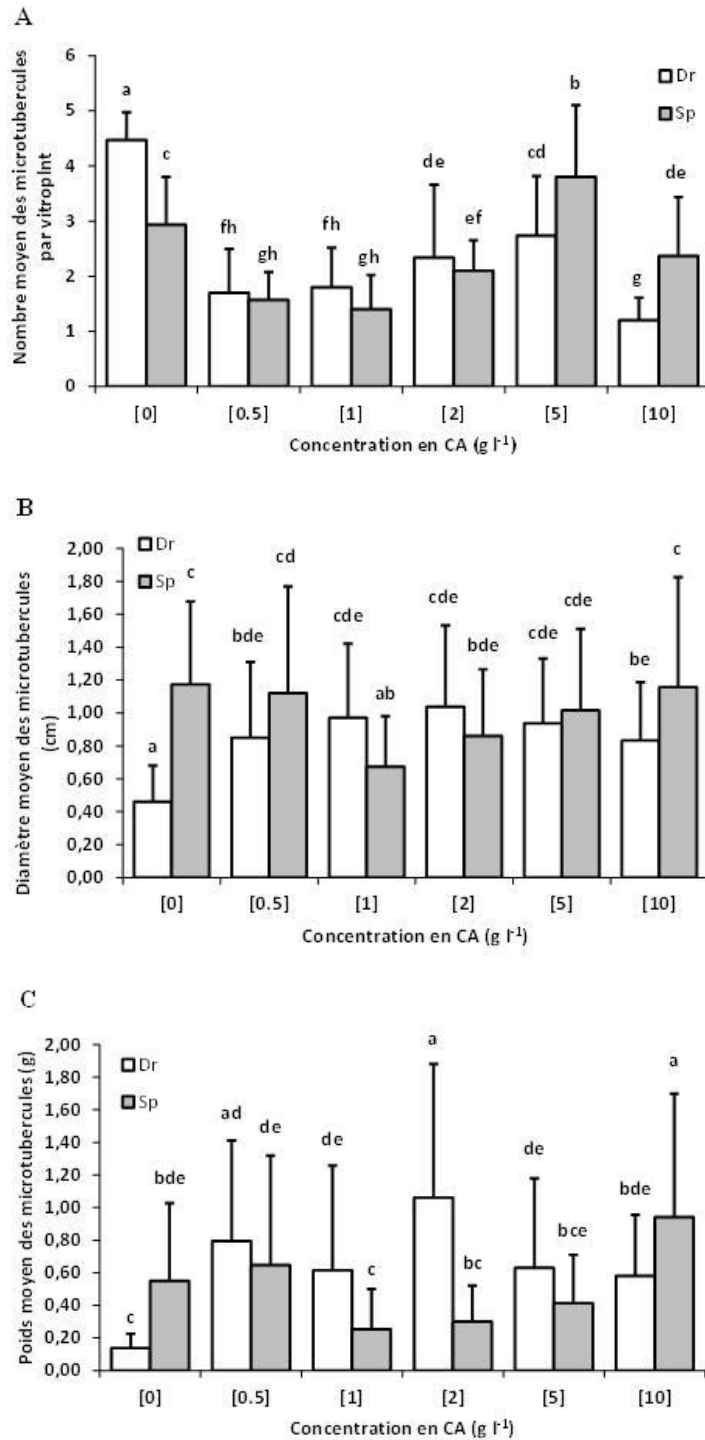 A
Nombre moyen des microtubercules
par vitroplnt
6
5
4
3
2
1
0
Dr
Sp
a
c
fh
gh
fh
gh
de
ef
cd
b
g
de
[0] [0.5] [1] [2] [5] [10]
Concentration en CA (g l⁻¹)
B
Diamètre moyen des microtubercules
(cm)
2,00
1,80
1,60
1,40
1,20
1,00
0,80
0,60
0,40
0,20
0,00
Dr
Sp
a
c
bde
cd
cde
ab
cde
bde
cde
cde
be
c
[0] [0.5] [1] [2] [5] [10]
Concentration en CA (g l⁻¹)
C
Poids moyen des microtubercules (g)
2,00
1,80
1,60
1,40
1,20
1,00
0,80
0,60
0,40
0,20
0,00
Dr
Sp
c
bde
ad
de
de
c
a
bc
de
bce
bde
a
[0] [0.5] [1] [2] [5] [10]
Concentration en CA (g l⁻¹)